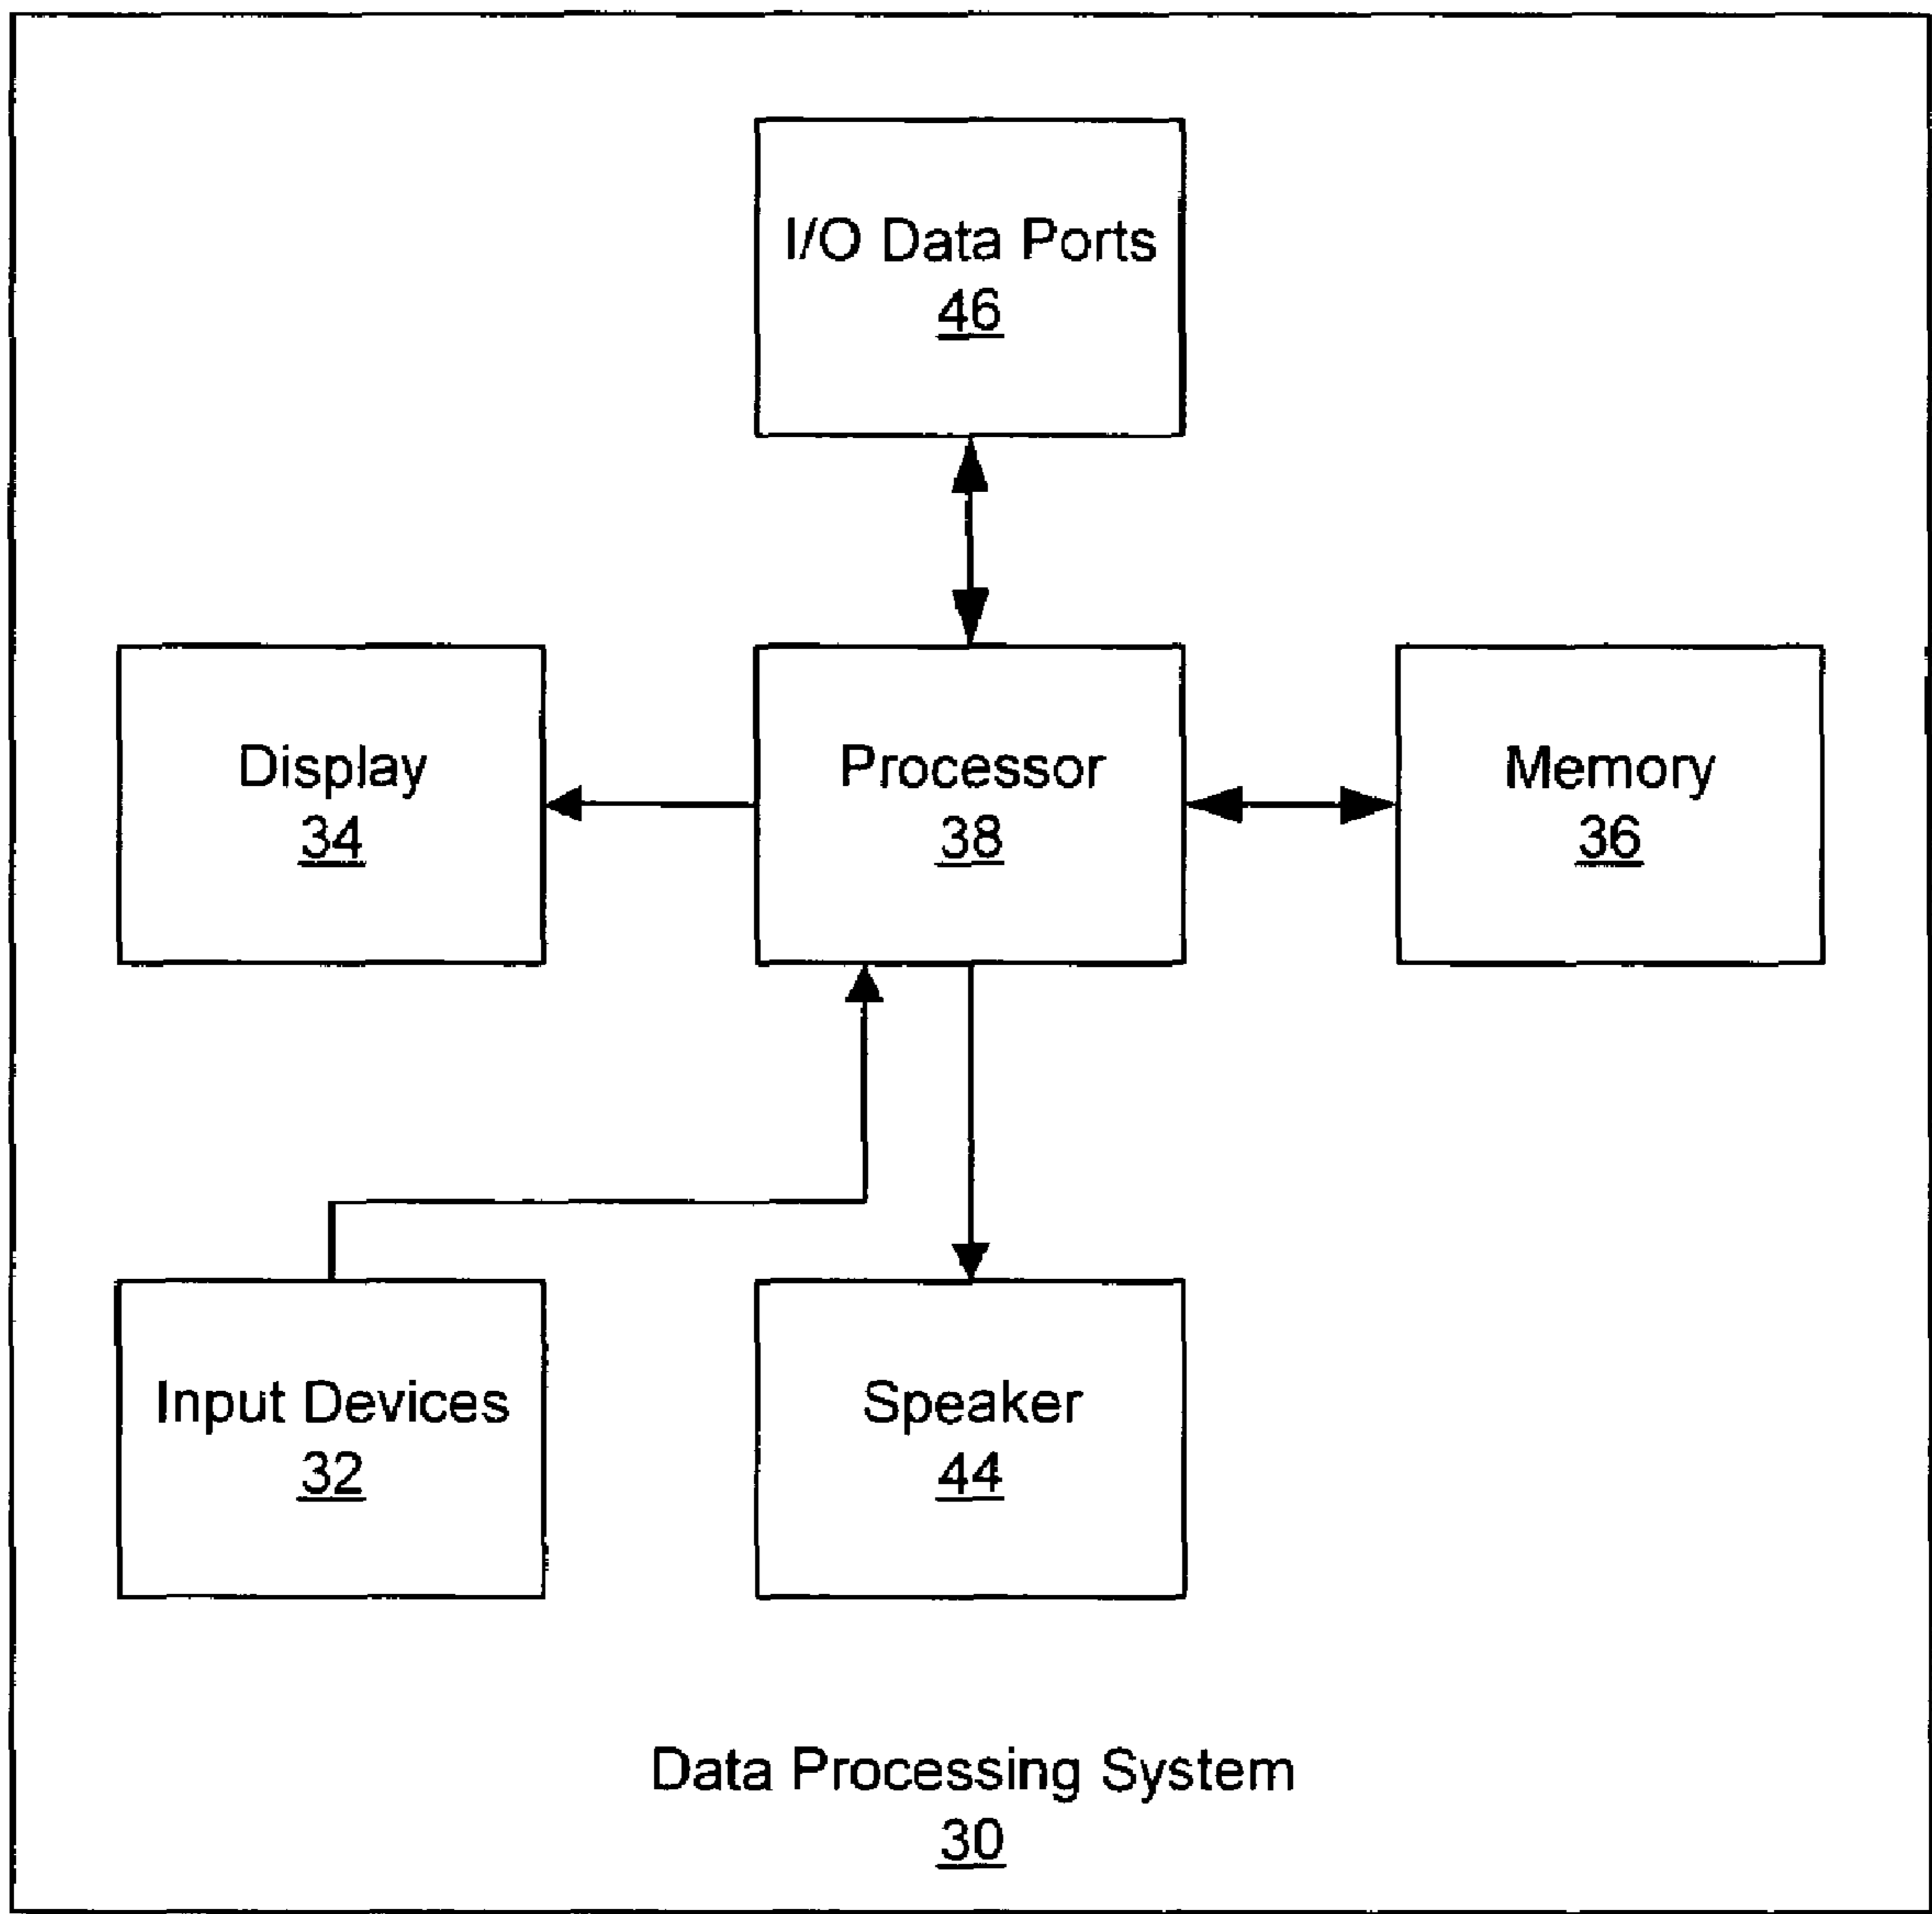 I/O Data Ports
46
Display
34
Processor
38
Memory
36
Input Devices
32
Speaker
44
Data Processing System
30